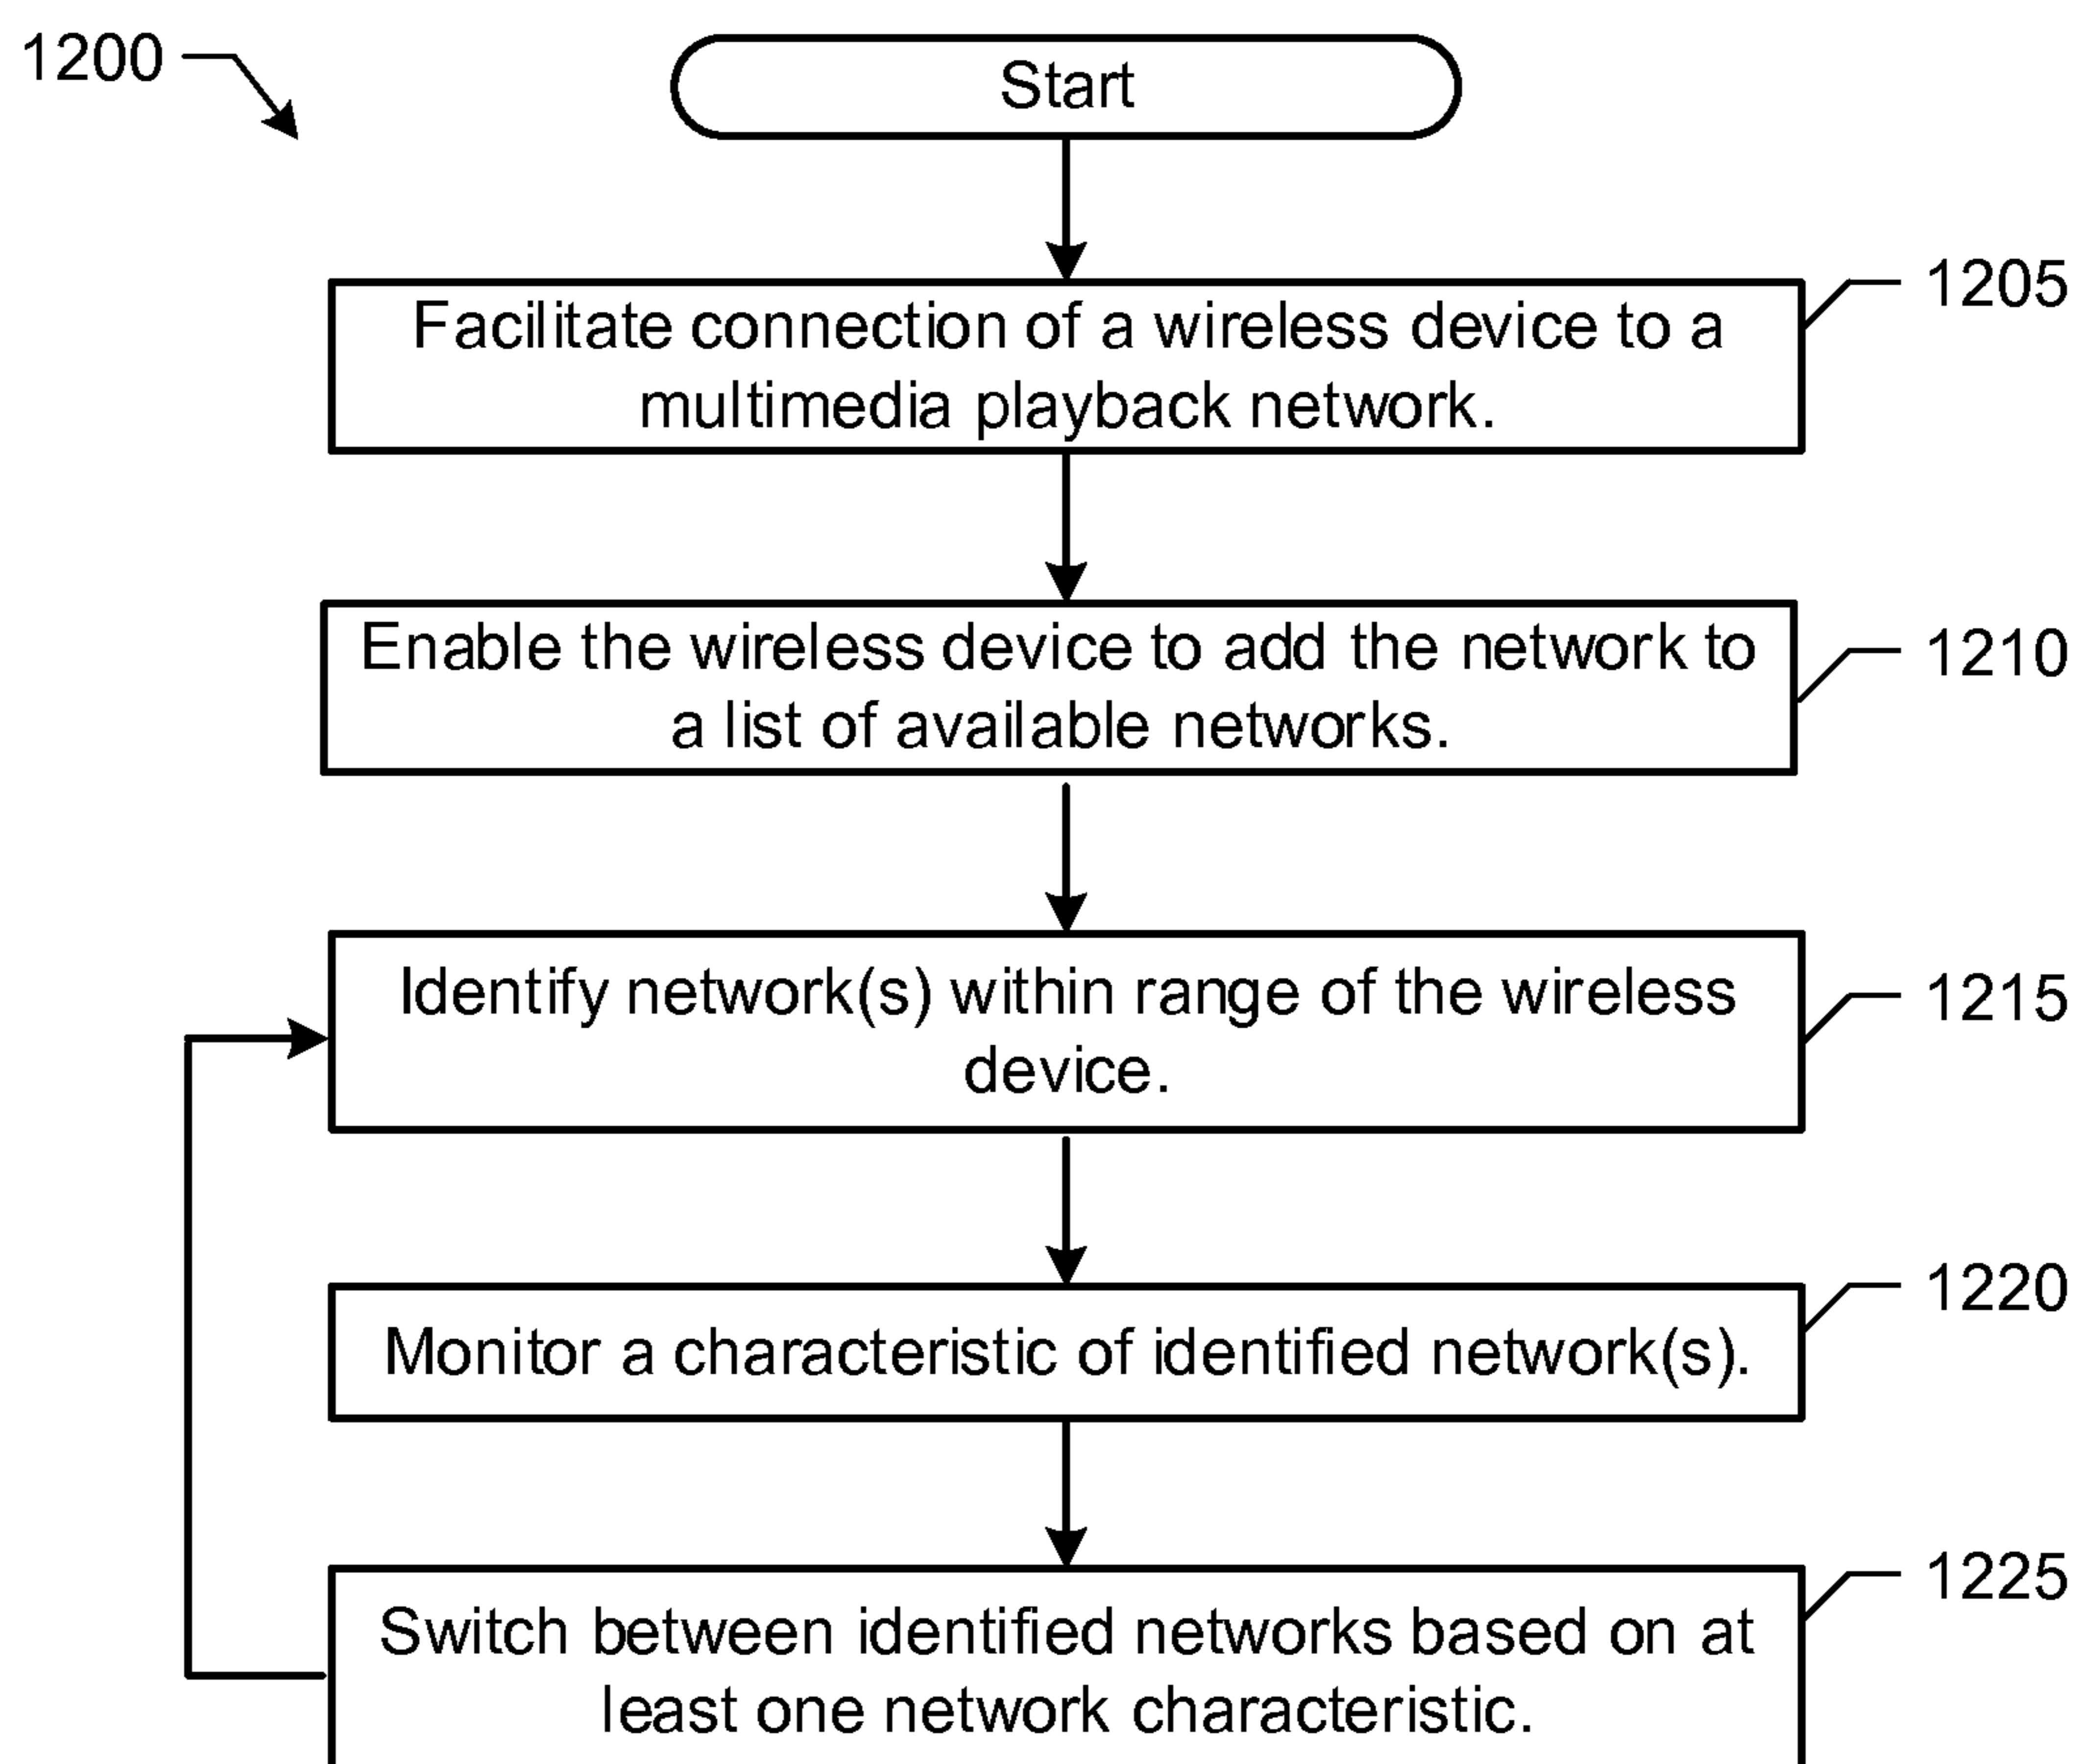 1200
Start
Facilitate connection of a wireless device to a
multimedia playback network.
1205
Enable the wireless device to add the network to
a list of available networks.
1210
Identify network(s) within range of the wireless
device.
1215
Monitor a characteristic of identified network(s).
1220
Switch between identified networks based on at
least one network characteristic.
1225